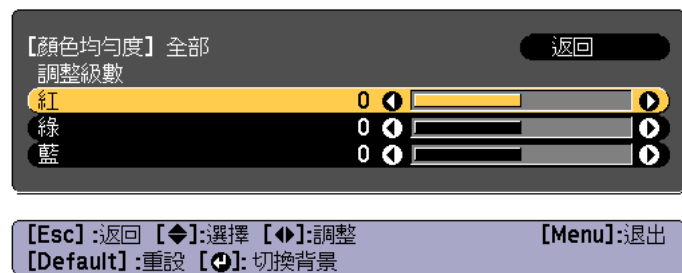 【顏色均勻度】全部 返回
調整級數
紅 0
綠 0
藍 0
[Esc] :返回 [◆]:選擇 [◀▶]:調整 [Menu]:退出
[Default] :重設 [↵]: 切換背景